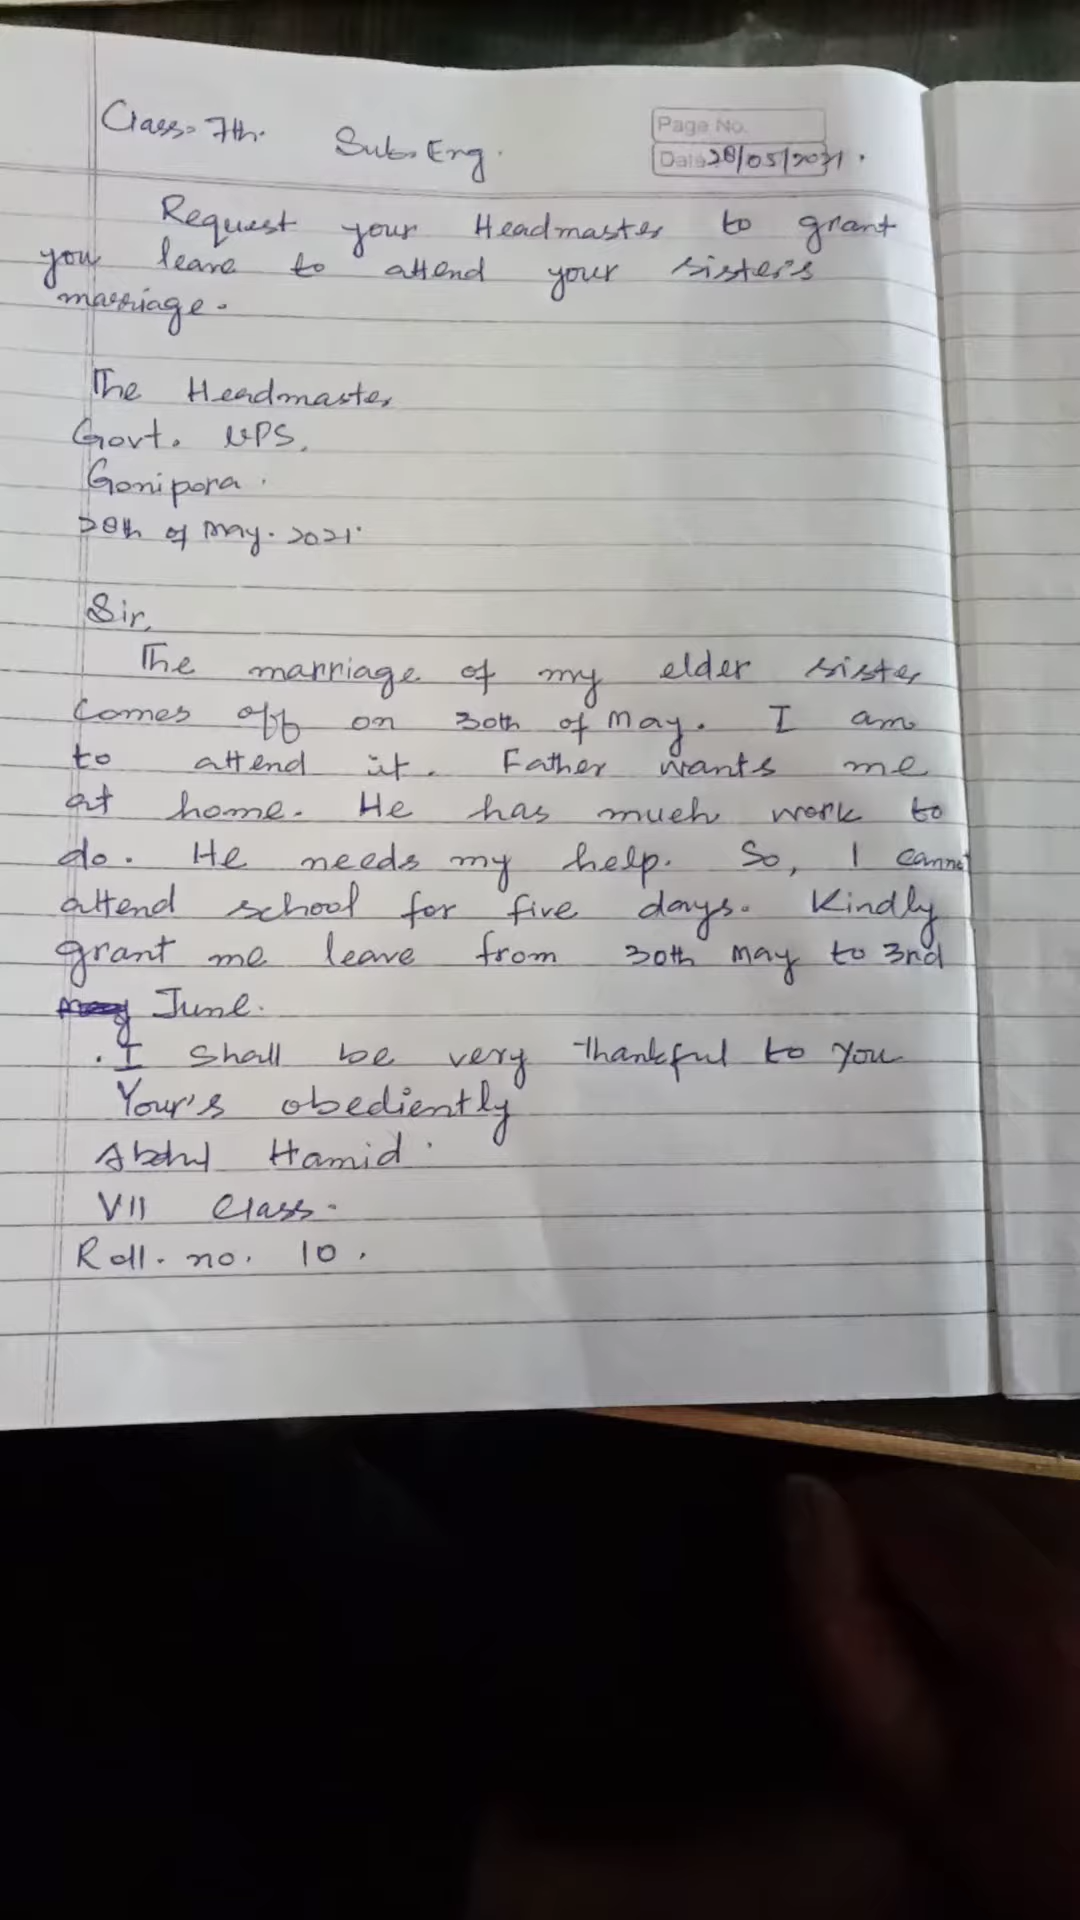 Class:- 7th.
Sub:- Eng.
Page No.
Date 28/05/2021.
Request your Headmaster to grant
you leave to attend your sister's
marriage.
The Headmaster
Govt. UPS,
Gonipora.
28th of May. 2021.
Sir,
The marriage of my elder sister
comes off on 30th of May. I am
to attend it. Father wants me
at home. He has much work to
do. He needs my help. So, I cannot
attend school for five days. Kindly
grant me leave from 30th May to 3nd
June.
. I shall be very thankful to you
Your's obediently
Abdul Hamid.
VII Class.
Roll. no. 10.